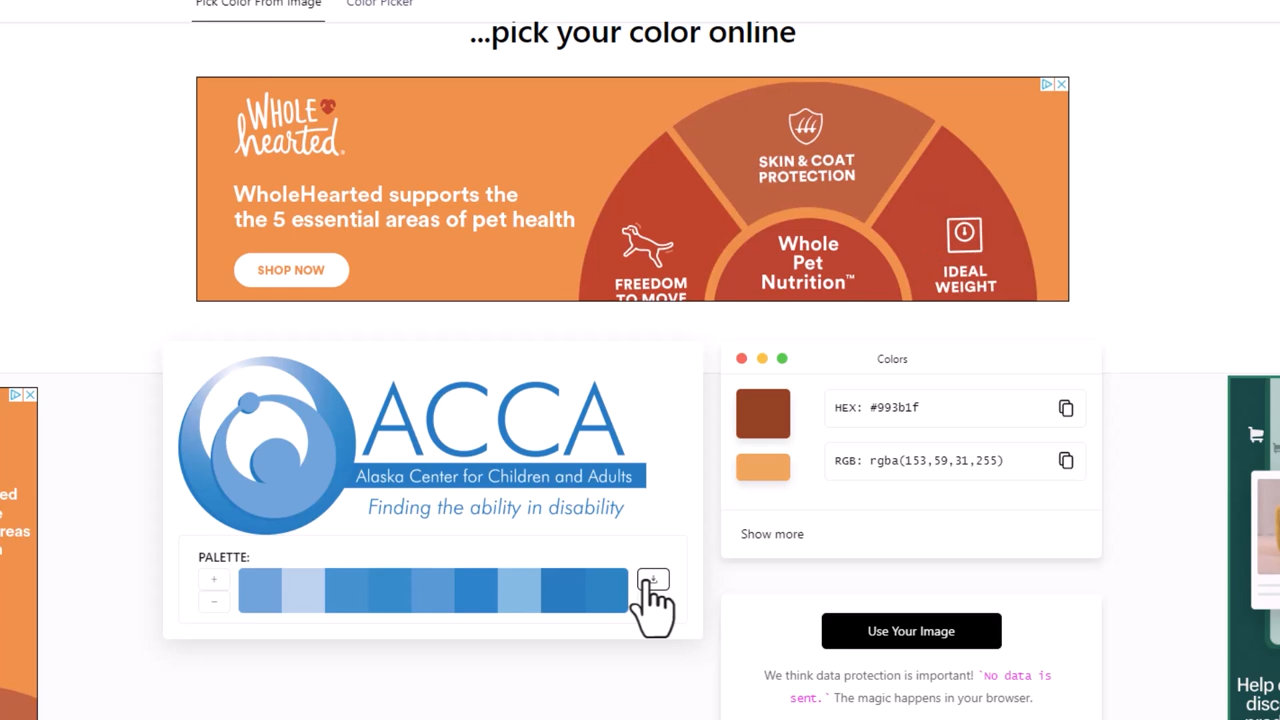 Pick Color From Image
Color Picker
...pick your color online
WHOLE
hearted.
WholeHearted supports the
the 5 essential areas of pet health
SHOP NOW
SKIN & COAT
PROTECTION
FREEDOM
TO MOVE
Whole
Pet
Nutrition™
IDEAL
WEIGHT
ACCA
Alaska Center for Children and Adults
Finding the ability in disability
PALETTE:
+
−
Colors
HEX: #993b1f
RGB: rgba(153,59,31,255)
Show more
Use Your Image
We think data protection is important! `No data is
sent.` The magic happens in your browser.
reas
Help
disc